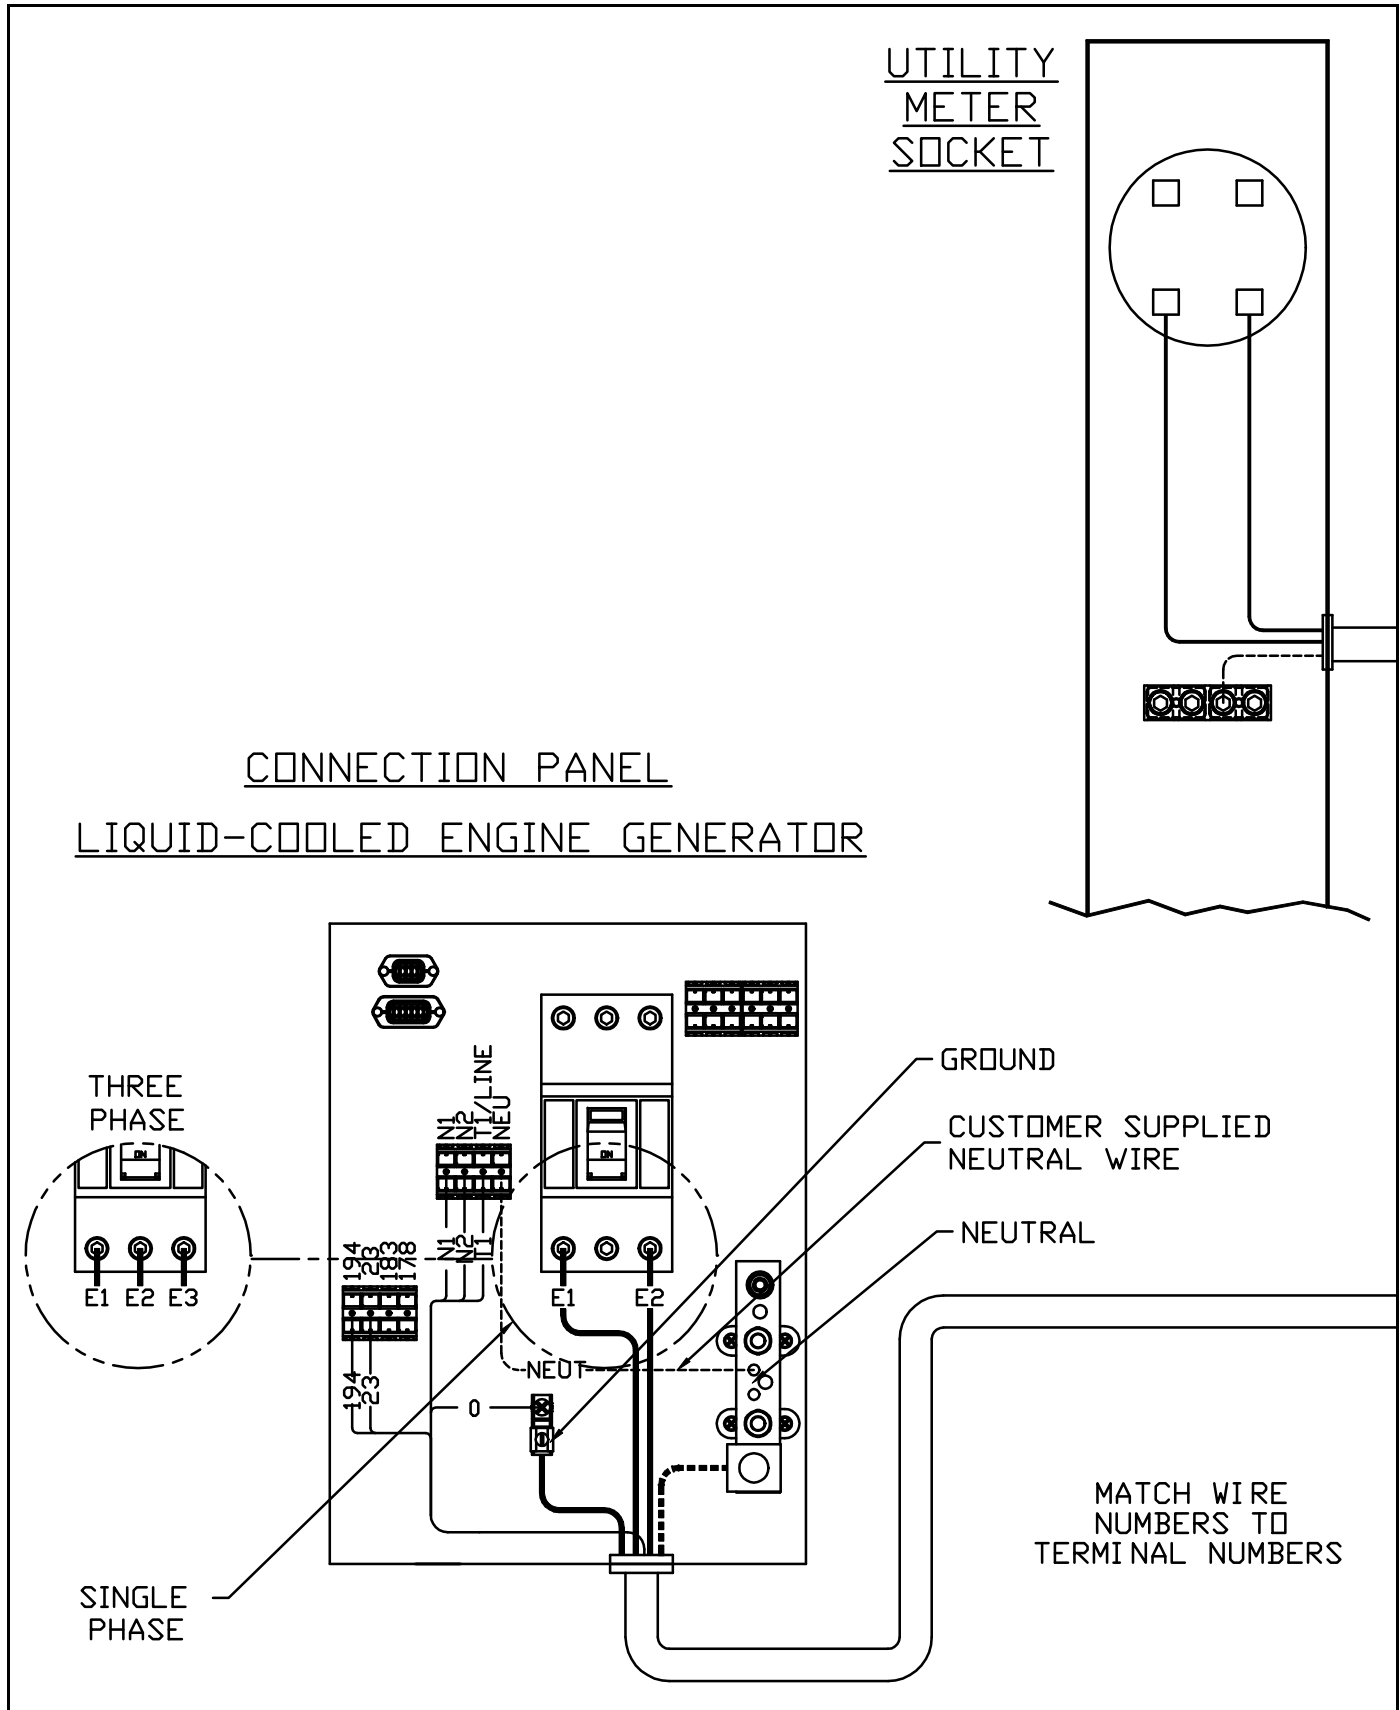 UTILITY
METER
SOCKET
CONNECTION PANEL
LIQUID-COOLED ENGINE GENERATOR
THREE
PHASE
ON
E1 E2 E3
N1
N2
T1/LINE
NEU
N1
N2
T1
194
23
183
178
194
23
ON
E1
E2
NEUT
0
GROUND
CUSTOMER SUPPLIED
NEUTRAL WIRE
NEUTRAL
SINGLE
PHASE
MATCH WIRE
NUMBERS TO
TERMINAL NUMBERS